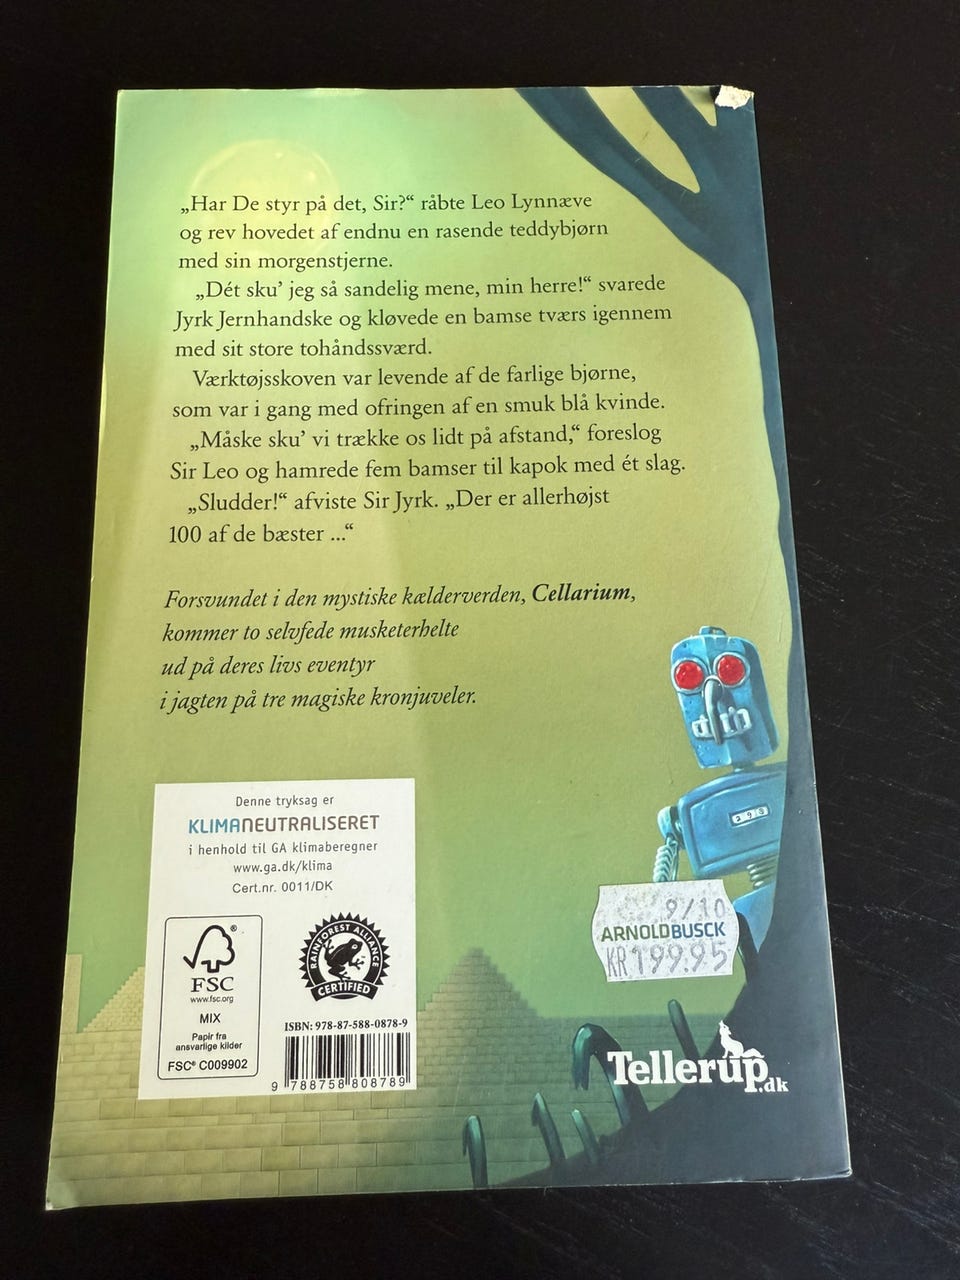 „Har De styr på det, Sir?“ råbte Leo Lynnæve
og rev hovedet af endnu en rasende teddybjørn
med sin morgenstjerne.
„Dét sku’ jeg så sandelig mene, min herre!“ svarede
Jyrk Jernhandske og kløvede en bamse tværs igennem
med sit store tohåndssværd.
Værktøjsskoven var levende af de farlige bjørne,
som var i gang med ofringen af en smuk blå kvinde.
„Måske sku’ vi trække os lidt på afstand,“ foreslog
Sir Leo og hamrede fem bamser til kapok med ét slag.
„Sludder!“ afviste Sir Jyrk. „Der er allerhøjst
100 af de bæster ...“
Forsvundet i den mystiske kælderverden, Cellarium,
kommer to selvfede musketerhelte
ud på deres livs eventyr
i jagten på tre magiske kronjuveler.
Denne tryksag er
KLIMANEUTRALISERET
i henhold til GA klimaberegner
www.ga.dk/klima
Cert.nr. 0011/DK
FSC®
www.fsc.org
MIX
Papir fra
ansvarlige kilder
FSC® C009902
RAINFOREST ALLIANCE
CERTIFIED
ISBN: 978-87-588-0878-9
9 788758 808789
9/10
ARNOLDBUSCK
KR 199.95
Tellerup.dk